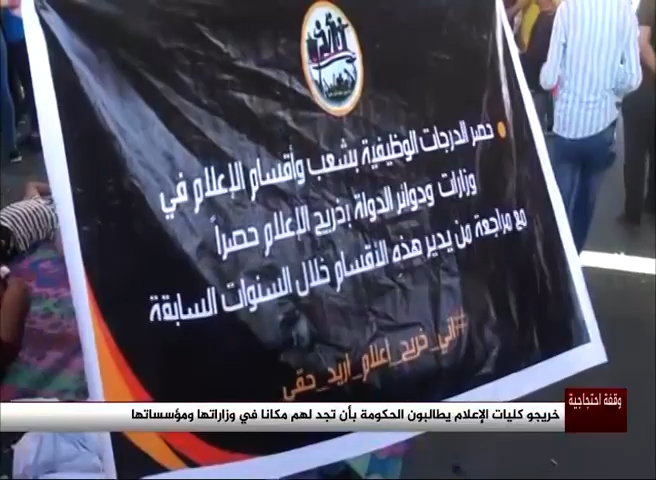 حصر الدرجات الوظيفية بشعب وأقسام الإعلام في
وزارات ودوائر الدولة بخريج الإعلام حصراً
مع مراجعة من يدير هذه الأقسام خلال السنوات السابقة
#اني_خريج_اعلام_اريد_حقي
وقفة احتجاجية
خريجو كليات الإعلام يطالبون الحكومة بأن تجد لهم مكانا في وزاراتها ومؤسساتها